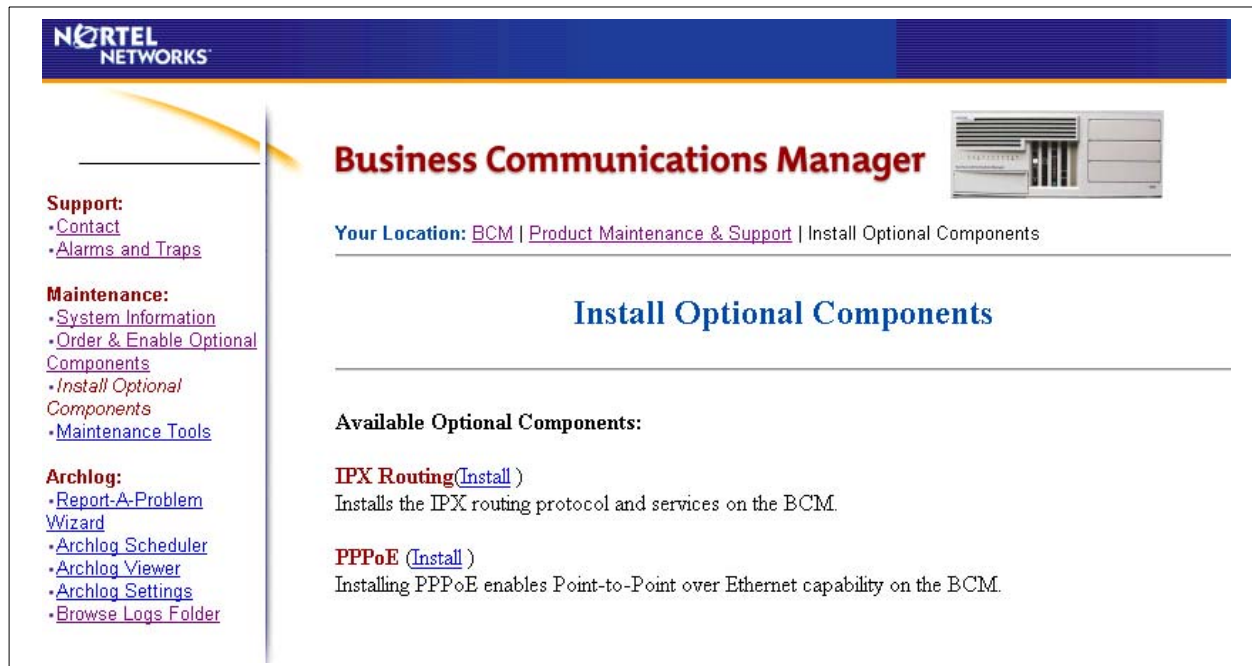 NORTEL
NETWORKS
Business Communications Manager
Your Location: BCM | Product Maintenance & Support | Install Optional Components
Support:
•Contact
•Alarms and Traps
Maintenance:
•System Information
•Order & Enable Optional
Components
•Install Optional
Components
•Maintenance Tools
Archlog:
•Report-A-Problem
Wizard
•Archlog Scheduler
•Archlog Viewer
•Archlog Settings
•Browse Logs Folder
Install Optional Components
Available Optional Components:
IPX Routing(Install )
Installs the IPX routing protocol and services on the BCM.
PPPoE (Install )
Installing PPPoE enables Point-to-Point over Ethernet capability on the BCM.